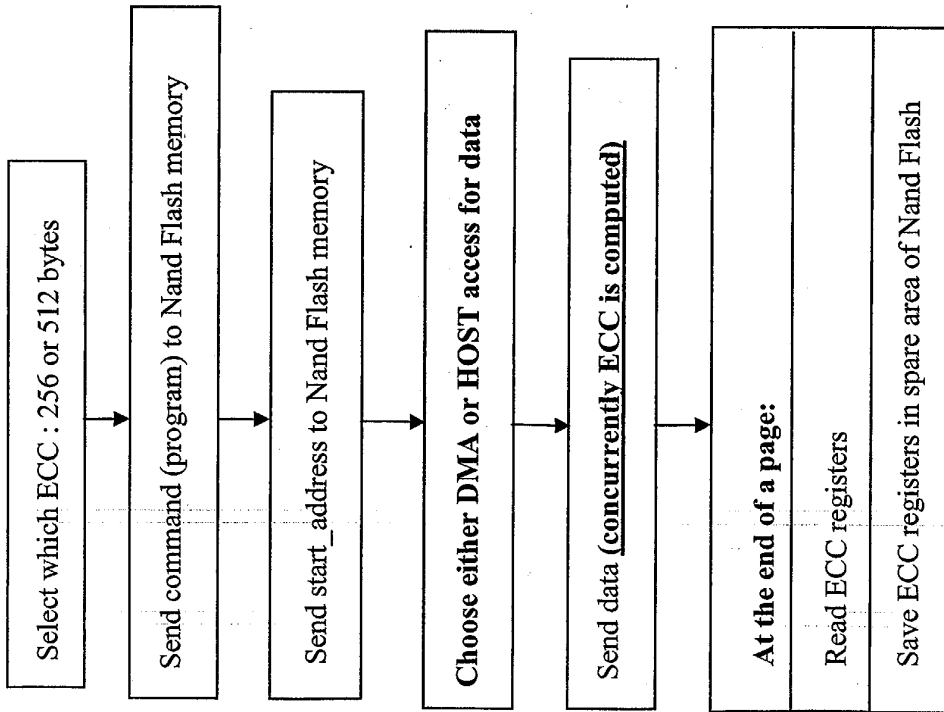 Select which ECC : 256 or 512 bytes
Send command (program) to Nand Flash memory
Send start_address to Nand Flash memory
Choose either DMA or HOST access for data
Send data (concurrently ECC is computed)
At the end of a page:
Read ECC registers
Save ECC registers in spare area of Nand Flash